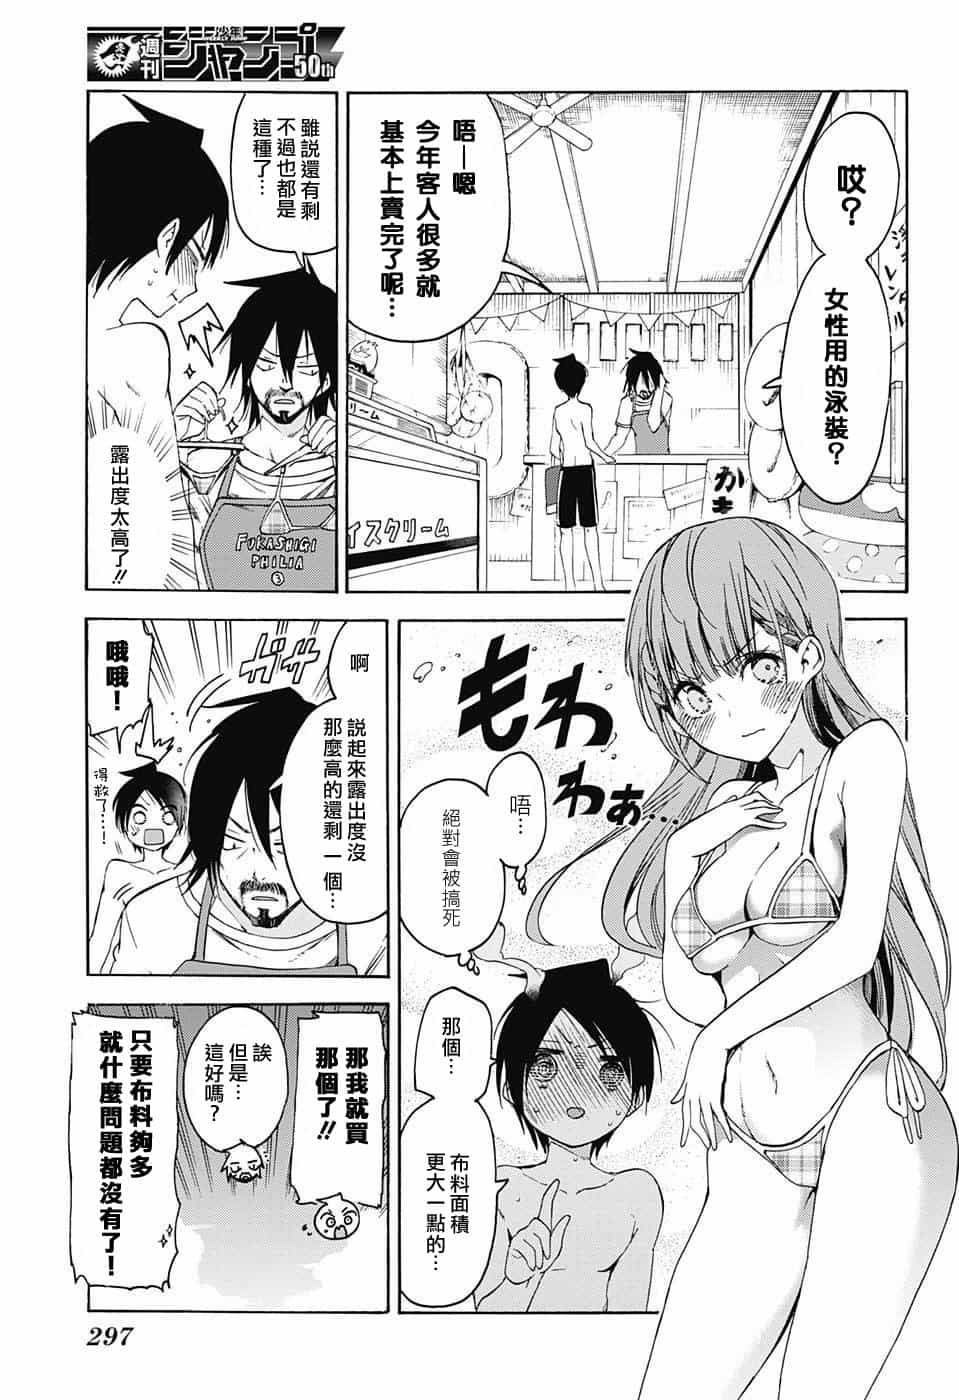 週刊
少年
ジャンプ
50th
哎？
女性用的泳裝？
唔—嗯
今年客人很多就
基本上賣完了呢…
アイスクリーム
かき
雖說還有剩
不過也都是
這種了…
露出度太高了!!
FUKASHIGI
PHILIA
③
もわ
わぁ…
唔…
絕對會被搞死
那個…
布料面積
更大一點的…
ガサ
啊
說起來露出度沒
那麼高的還剩一個…
哦哦！
得救了…！
那我就買
那個了!!
誒
但是…
這好嗎？
只要布料夠多
就什麼問題都沒有了！
297